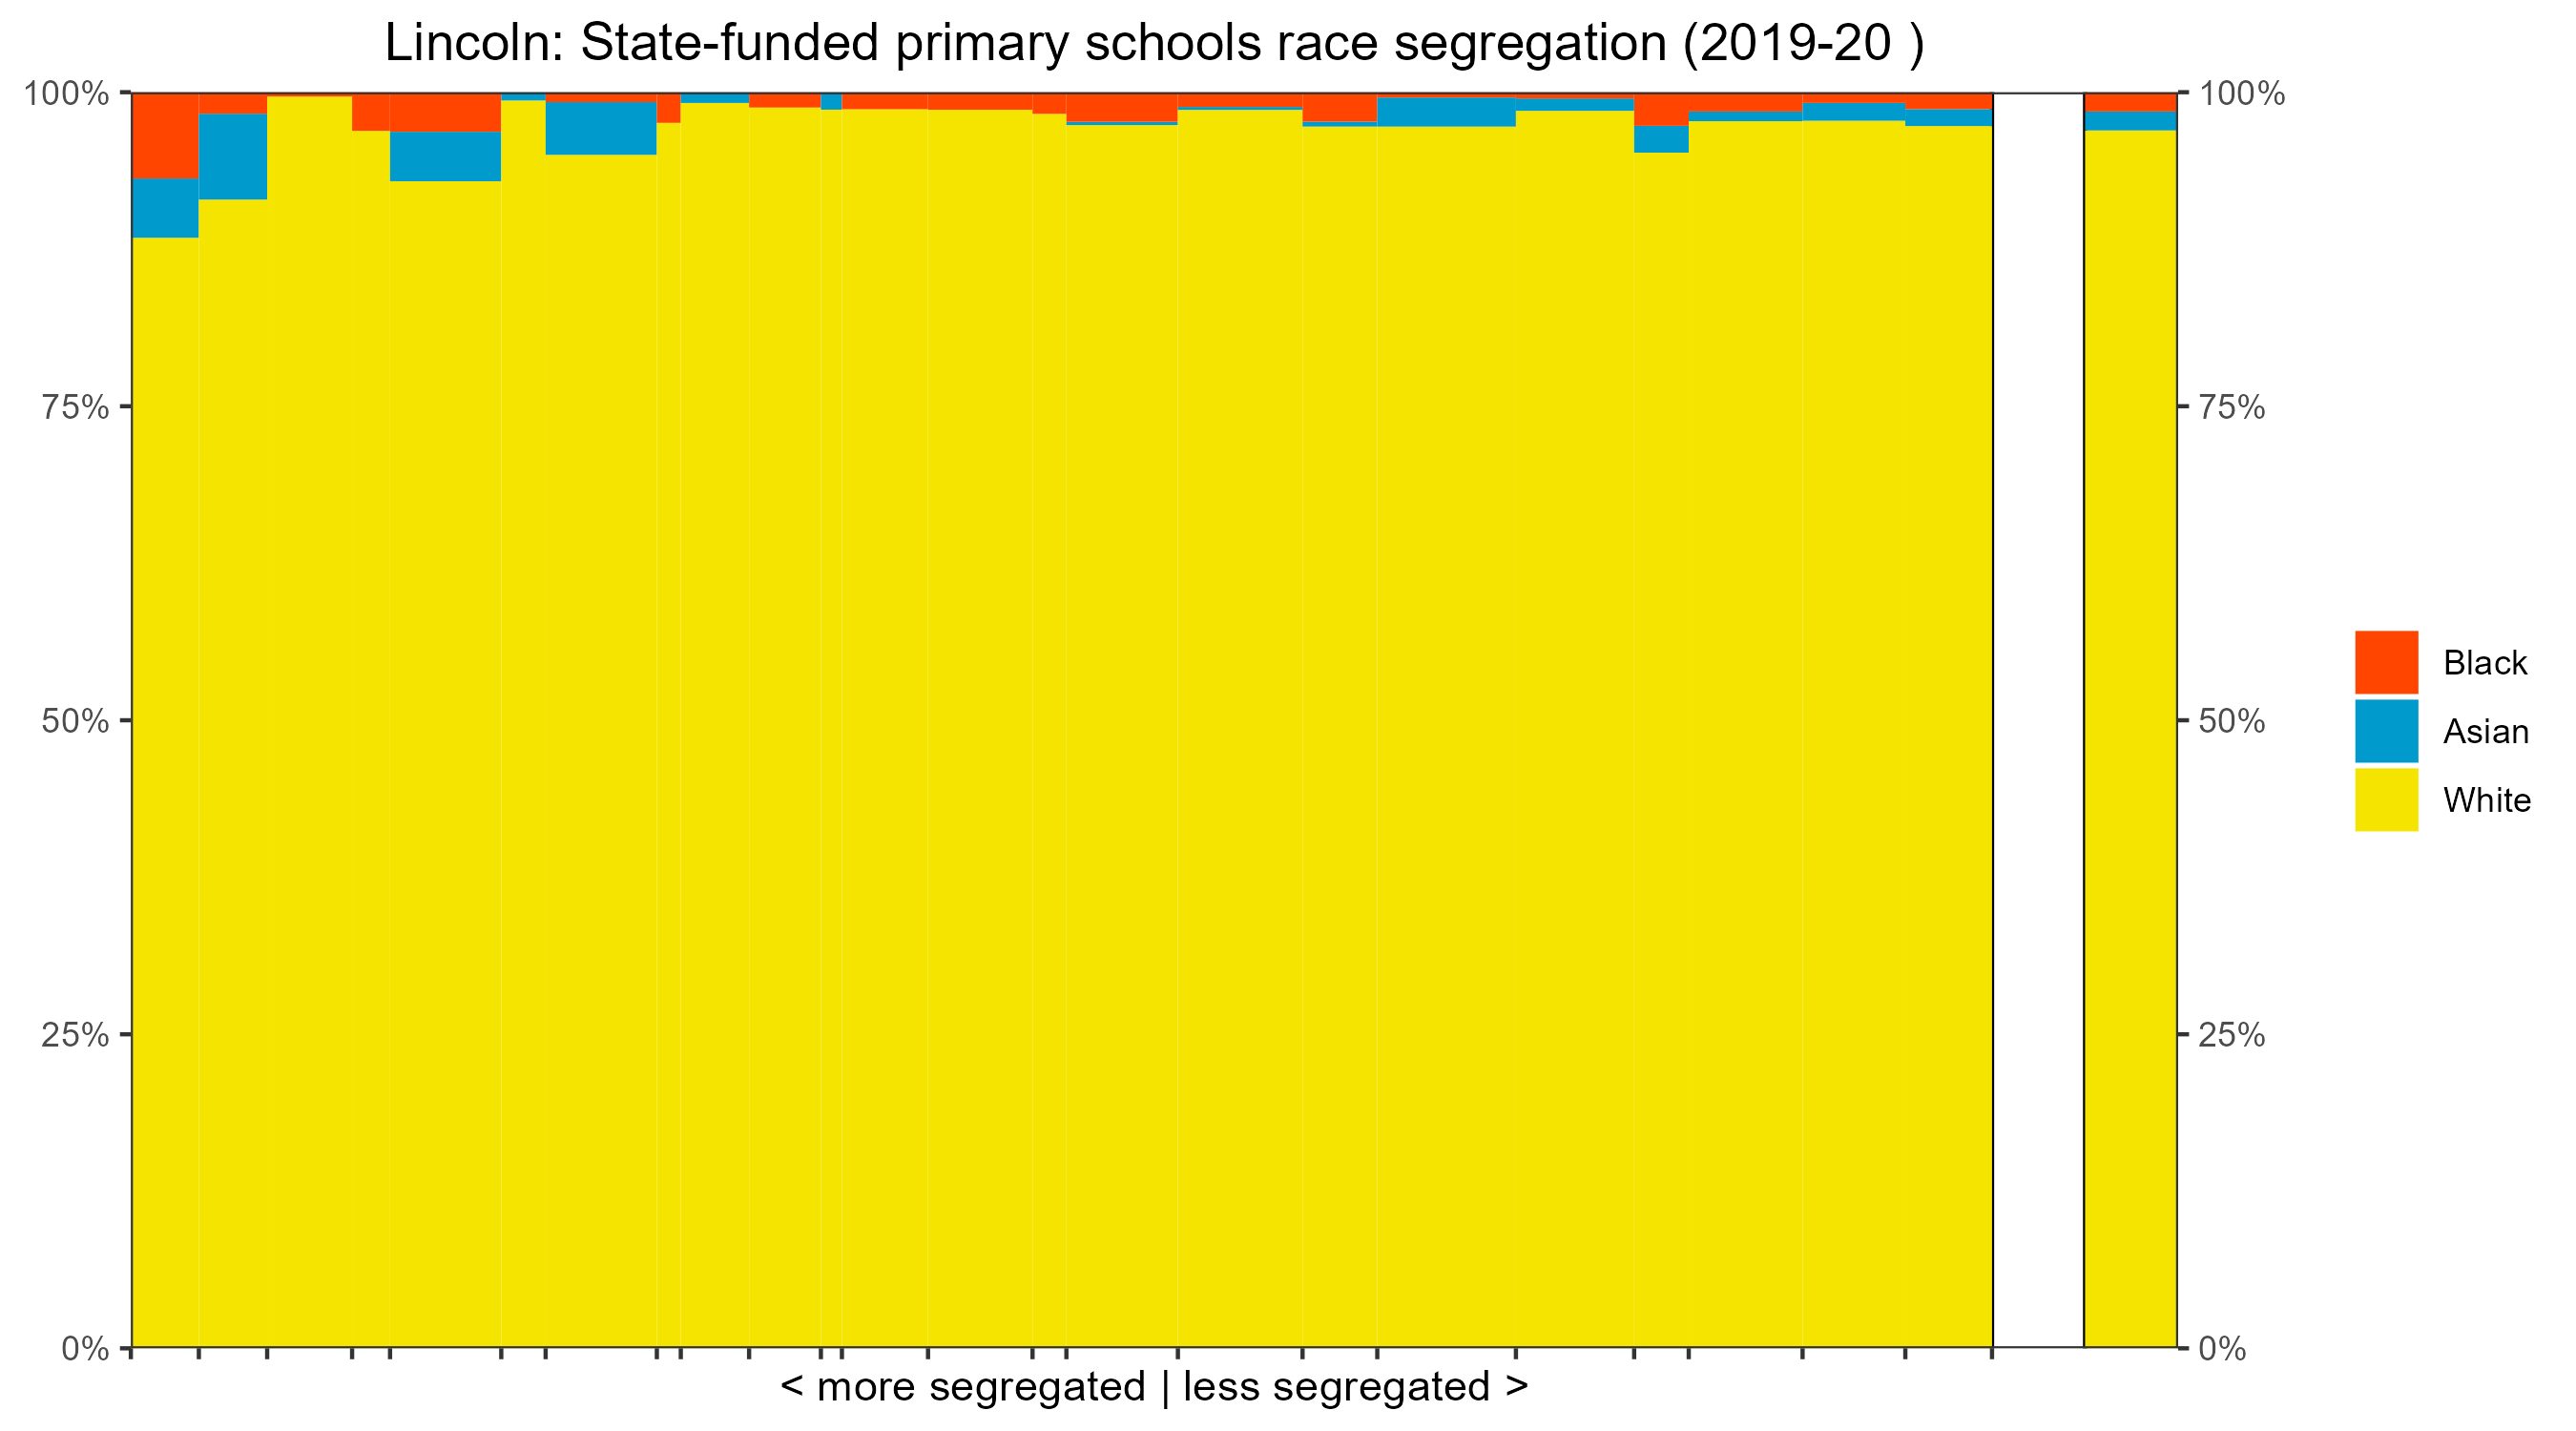 Lincoln: State-funded primary schools race segregation (2019-20 )
100%
100%
75%
75%
50%
50%
25%
25%
0%
0%
Black
Asian
White
< more segregated | less segregated >